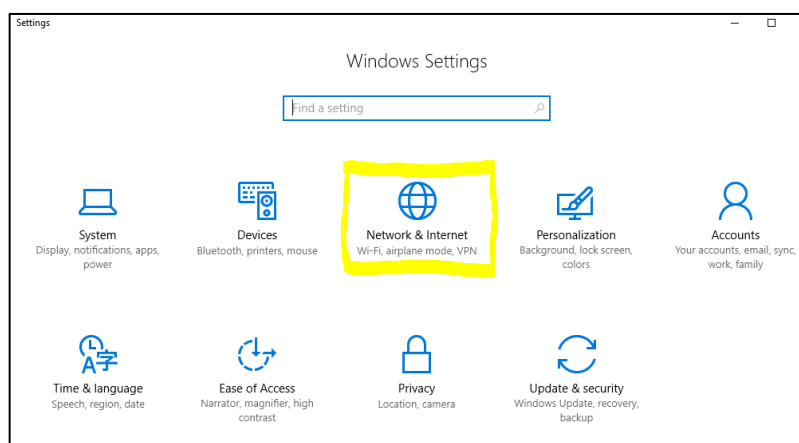 Settings
Windows Settings
Find a setting
System
Display, notifications, apps,
power
Devices
Bluetooth, printers, mouse
Network & Internet
Wi-Fi, airplane mode, VPN
Personalization
Background, lock screen,
colors
Accounts
Your accounts, email, sync,
work, family
Time & language
Speech, region, date
Ease of Access
Narrator, magnifier, high
contrast
Privacy
Location, camera
Update & security
Windows Update, recovery,
backup